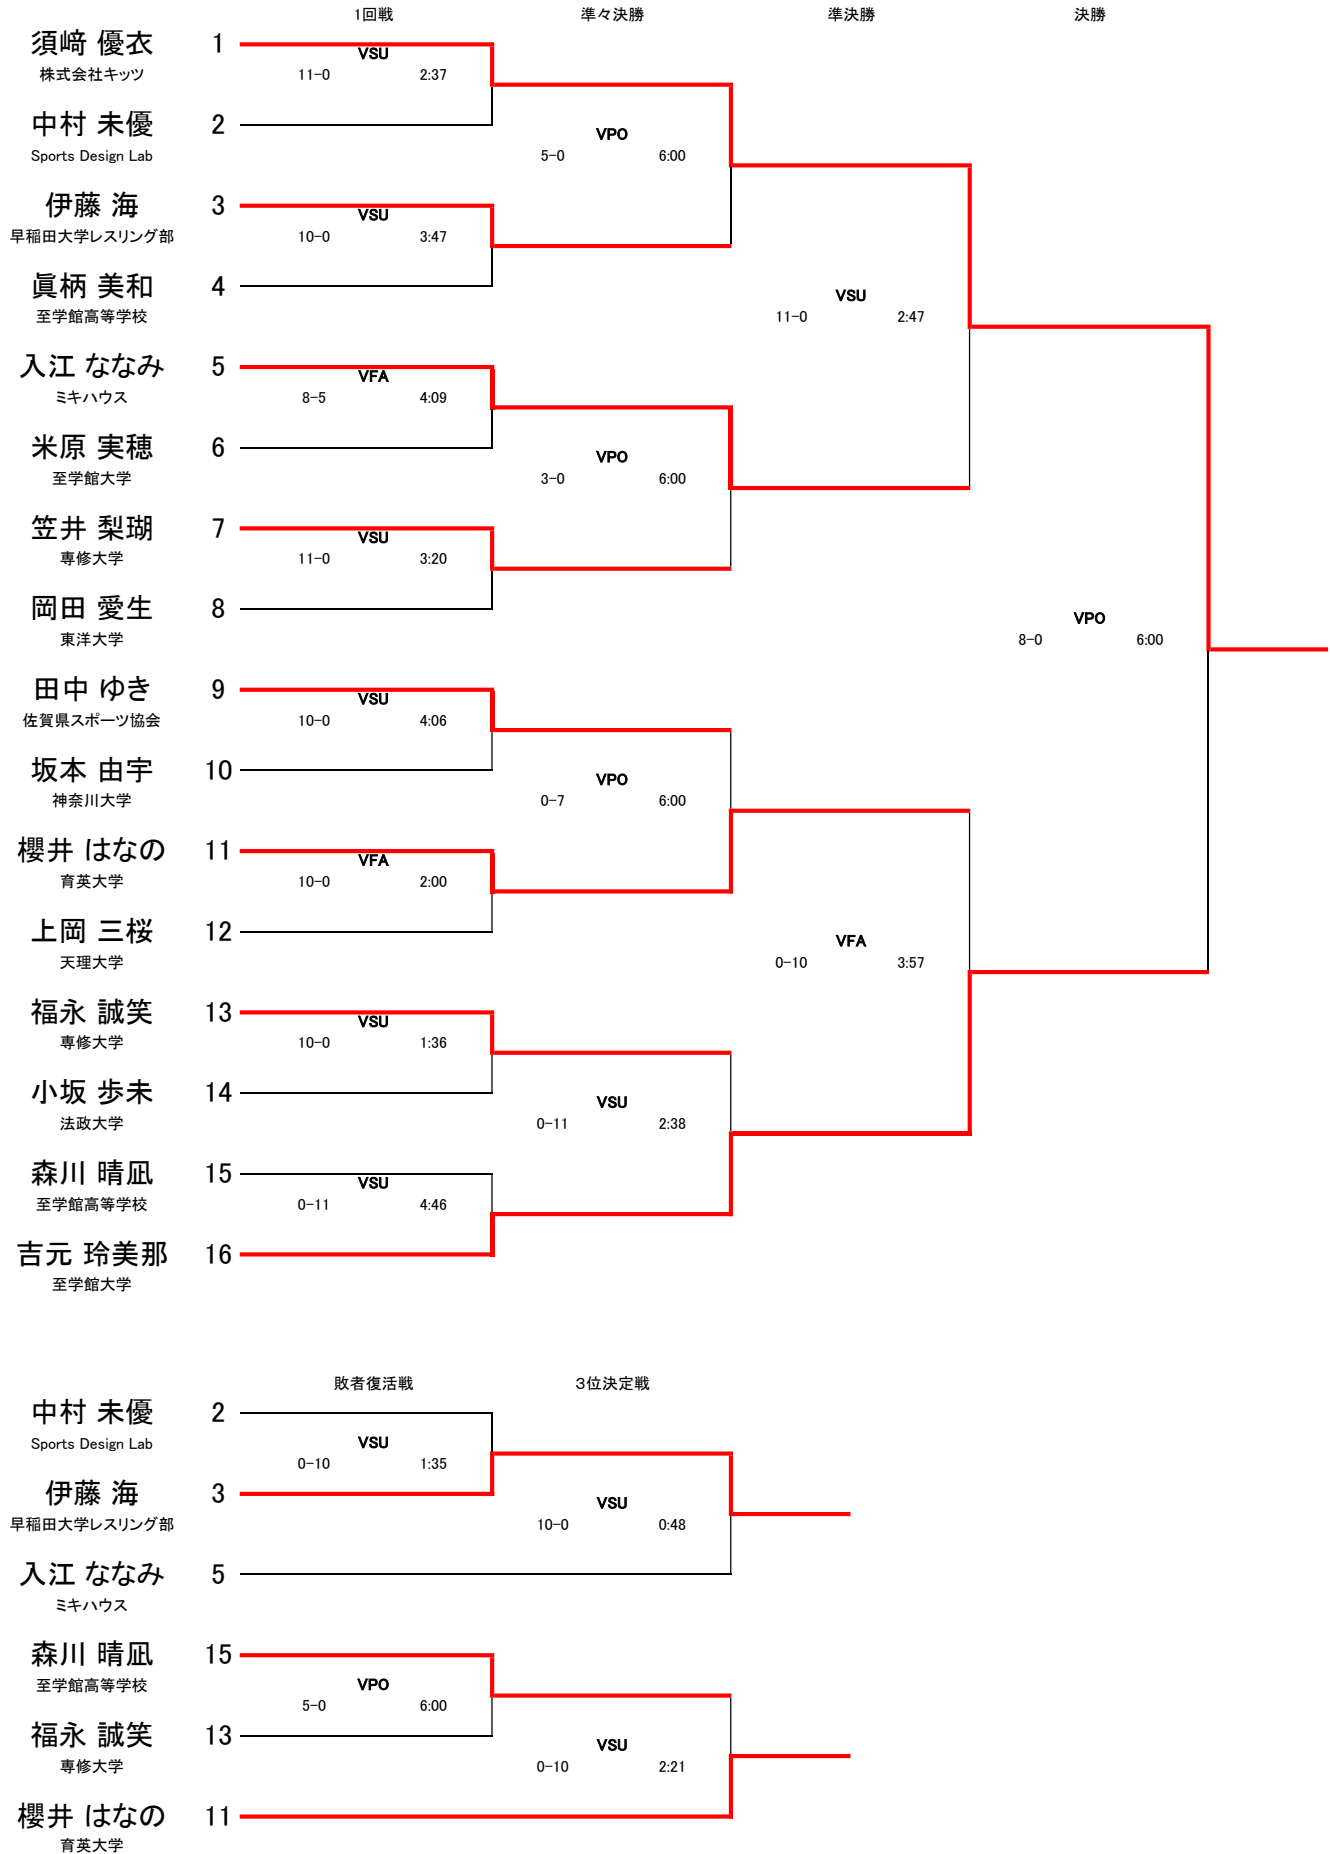 1回戦 準々決勝 準決勝 決勝
須﨑 優衣 1
VSU
株式会社キッツ 11-0 2:37
中村 未優 2
VPO
Sports Design Lab 5-0 6:00
伊藤 海 3
VSU
早稲田大学レスリング部 10-0 3:47
眞柄 美和 4
VSU
至学館高等学校 11-0 2:47
入江 ななみ 5
VFA
ミキハウス 8-5 4:09
米原 実穂 6
VPO
至学館大学 3-0 6:00
笠井 梨瑚 7
VSU
専修大学 11-0 3:20
岡田 愛生 8
VPO
東洋大学 8-0 6:00
田中 ゆき 9
VSU
佐賀県スポーツ協会 10-0 4:06
坂本 由宇 10
VPO
神奈川大学 0-7 6:00
櫻井 はなの 11
VFA
育英大学 10-0 2:00
上岡 三桜 12
VFA
天理大学 0-10 3:57
福永 誠笑 13
VSU
専修大学 10-0 1:36
小坂 歩未 14
VSU
法政大学 0-11 2:38
森川 晴凪 15
VSU
至学館高等学校 0-11 4:46
吉元 玲美那 16
至学館大学
敗者復活戦 3位決定戦
中村 未優 2
VSU
Sports Design Lab 0-10 1:35
伊藤 海 3
VSU
早稲田大学レスリング部 10-0 0:48
入江 ななみ 5
ミキハウス
森川 晴凪 15
VPO
至学館高等学校 5-0 6:00
福永 誠笑 13
VSU
専修大学 0-10 2:21
櫻井 はなの 11
育英大学